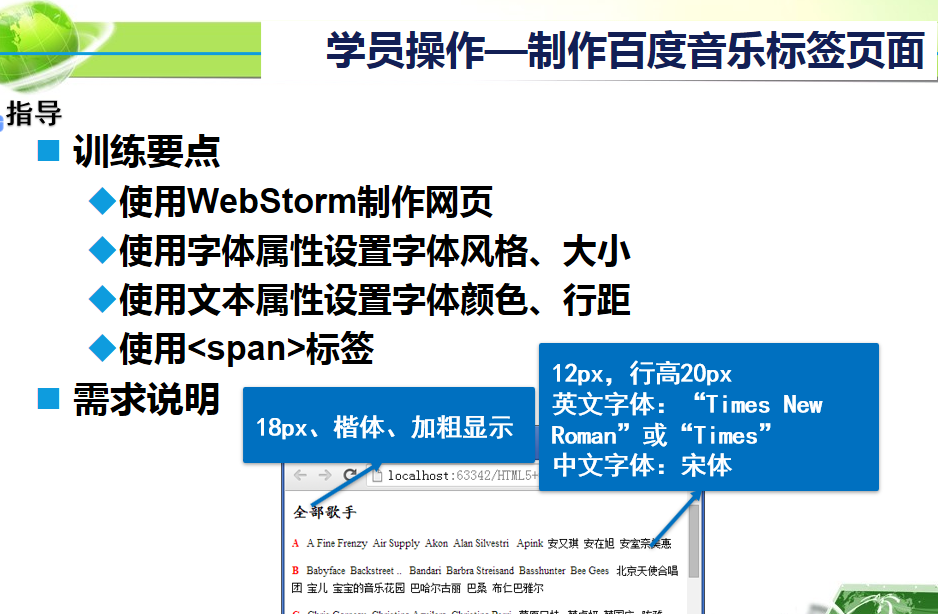 学员操作—制作百度音乐标签页面
指导
训练要点
使用WebStorm制作网页
使用字体属性设置字体风格、大小
使用文本属性设置字体颜色、行距
使用<span>标签
需求说明
18px、楷体、加粗显示
12px，行高20px
英文字体：“Times New
Roman”或“Times”
中文字体：宋体
localhost:63342/HTML5+
全部歌手
A A Fine Frenzy Air Supply Akon Alan Silvestri Apink 安又琪 安在旭 安室奈美惠
B Babyface Backstreet .. Bandari Barbra Streisand Basshunter Bee Gees 北京天使合唱
团 宝儿 宝宝的音乐花园 巴哈尔古丽 巴桑 布仁巴雅尔